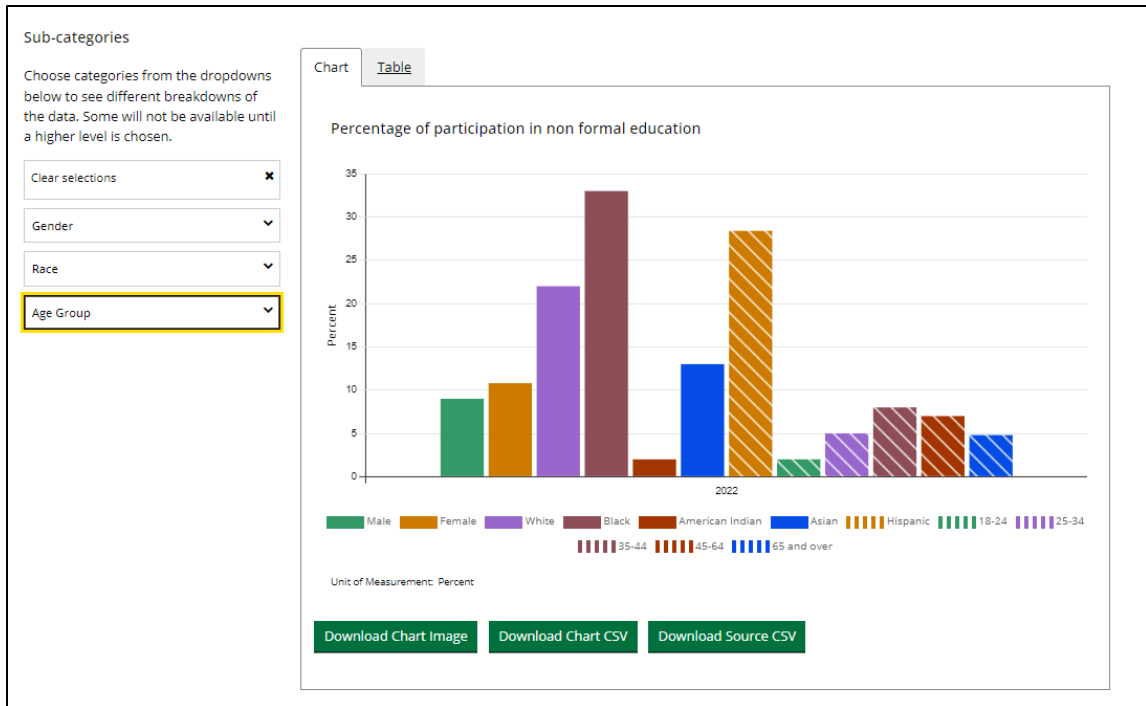 Sub-categories
Choose categories from the dropdowns
below to see different breakdowns of
the data. Some will not be available until
a higher level is chosen.
Clear selections
Gender
Race
Age Group
Chart Table
Percentage of participation in non formal education
35
30
25
20
15
10
5
0
Percent
2022
Male Female White Black American Indian Asian Hispanic 18-24 25-34
35-44 45-64 65 and over
Unit of Measurement: Percent
Download Chart Image Download Chart CSV Download Source CSV